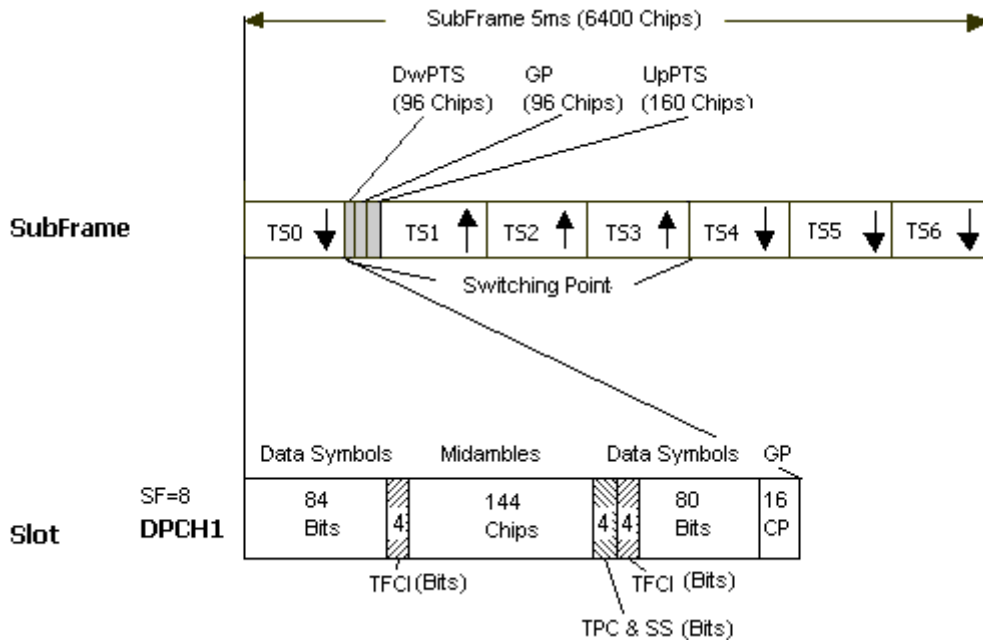 SubFrame 5ms (6400 Chips)
DwPTS GP UpPTS
(96 Chips) (96 Chips) (160 Chips)
SubFrame TS0 TS1 TS2 TS3 TS4 TS5 TS6
Switching Point
Data Symbols Midambles Data Symbols GP
SF=8 84 144 80 16
Slot DPCH1 Bits 4 Chips 4 4 Bits CP
TFCI (Bits) TFCI (Bits)
TPC & SS (Bits)